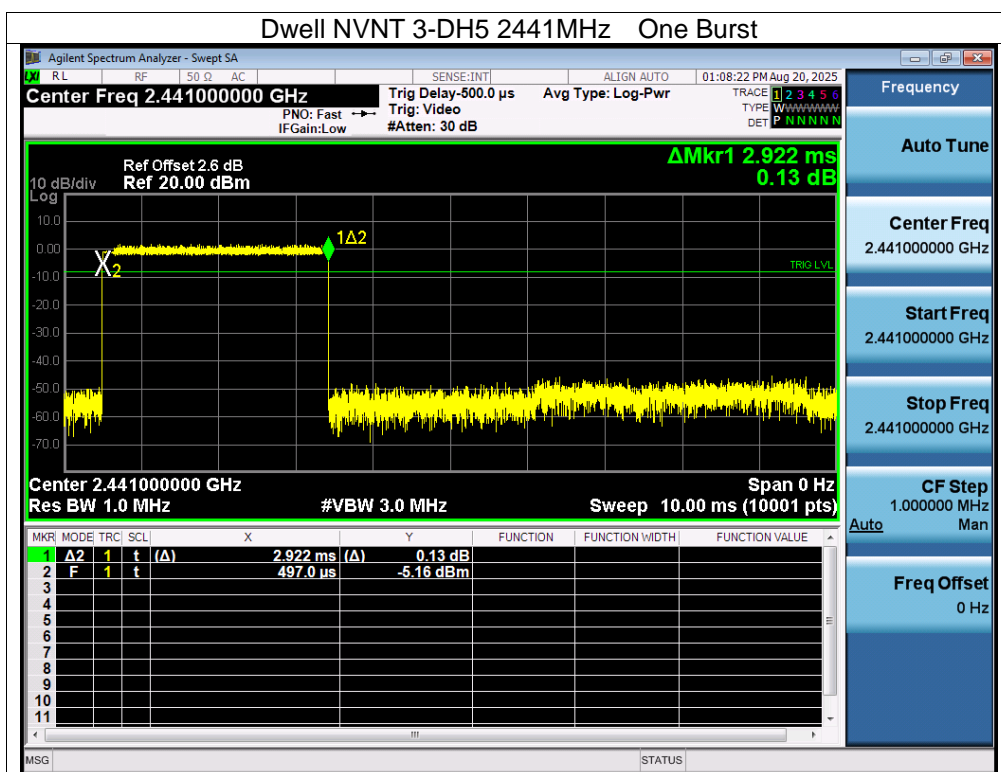 Dwell NVNT 3-DH5 2441MHz One Burst
Agilent Spectrum Analyzer - Swept SA
LXI RL RF 50 Ω AC SENSE:INT ALIGN AUTO 01:08:22 PM Aug 20, 2025
Center Freq 2.441000000 GHz
PNO: Fast
IFGain:Low
Trig Delay-500.0 µs
Trig: Video
#Atten: 30 dB
Avg Type: Log-Pwr
TRACE 1 2 3 4 5 6
TYPE WWWWWW
DET P N N N N N
ΔMkr1 2.922 ms
0.13 dB
Ref Offset 2.6 dB
10 dB/div Ref 20.00 dBm
Log
10.0
0.00
-10.0
-20.0
-30.0
-40.0
-50.0
-60.0
-70.0
1Δ2
X2
TRIG LVL
Center 2.441000000 GHz Span 0 Hz
Res BW 1.0 MHz #VBW 3.0 MHz Sweep 10.00 ms (10001 pts)
MKR MODE TRC SCL X Y FUNCTION FUNCTION WIDTH FUNCTION VALUE
1 Δ2 1 t (Δ) 2.922 ms (Δ) 0.13 dB
2 F 1 t 497.0 µs -5.16 dBm
3
4
5
6
7
8
9
10
11
MSG STATUS
Frequency
Auto Tune
Center Freq
2.441000000 GHz
Start Freq
2.441000000 GHz
Stop Freq
2.441000000 GHz
CF Step
1.000000 MHz
Auto Man
Freq Offset
0 Hz